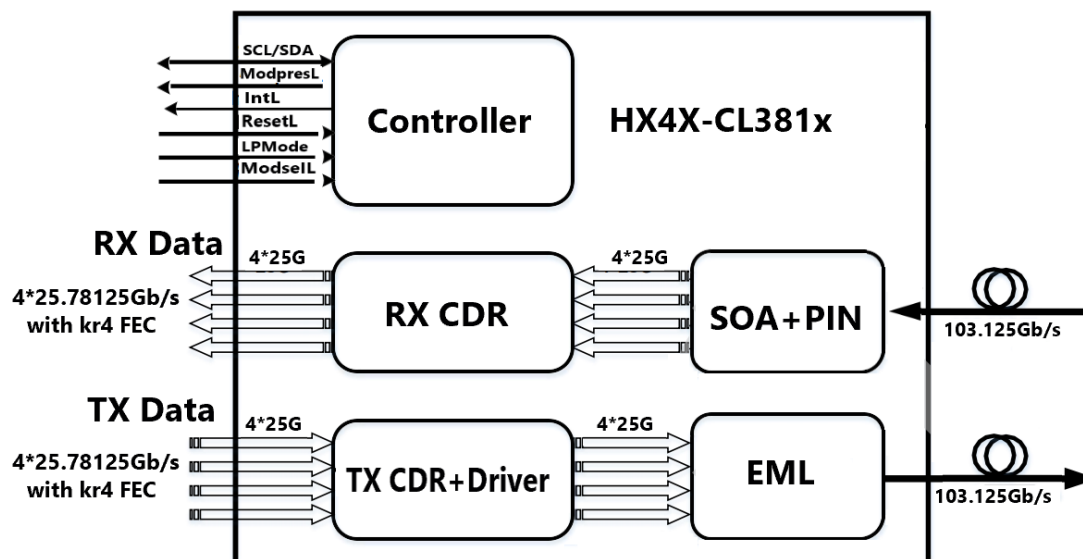 SCL/SDA
ModpresL
IntL
ResetL
LPMode
ModselL
Controller
HX4X-CL381x
RX Data
4*25G
4*25G
4*25.78125Gb/s
with kr4 FEC
RX CDR
SOA+PIN
103.125Gb/s
TX Data
4*25G
4*25G
4*25.78125Gb/s
with kr4 FEC
TX CDR+Driver
EML
103.125Gb/s